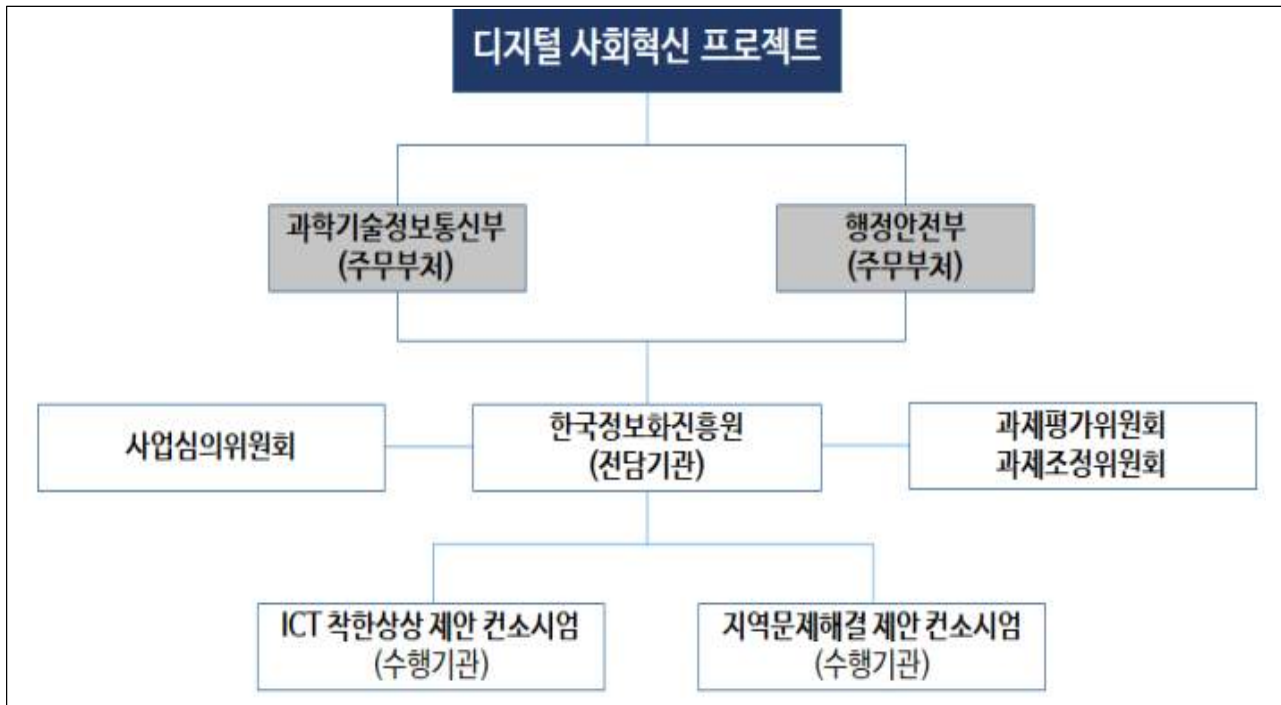 디지털 사회혁신 프로젝트
과학기술정보통신부
(주무부처)
행정안전부
(주무부처)
사업심의위원회
한국정보화진흥원
(전담기관)
과제평가위원회
과제조정위원회
ICT 착한상상 제안 컨소시엄
(수행기관)
지역문제해결 제안 컨소시엄
(수행기관)